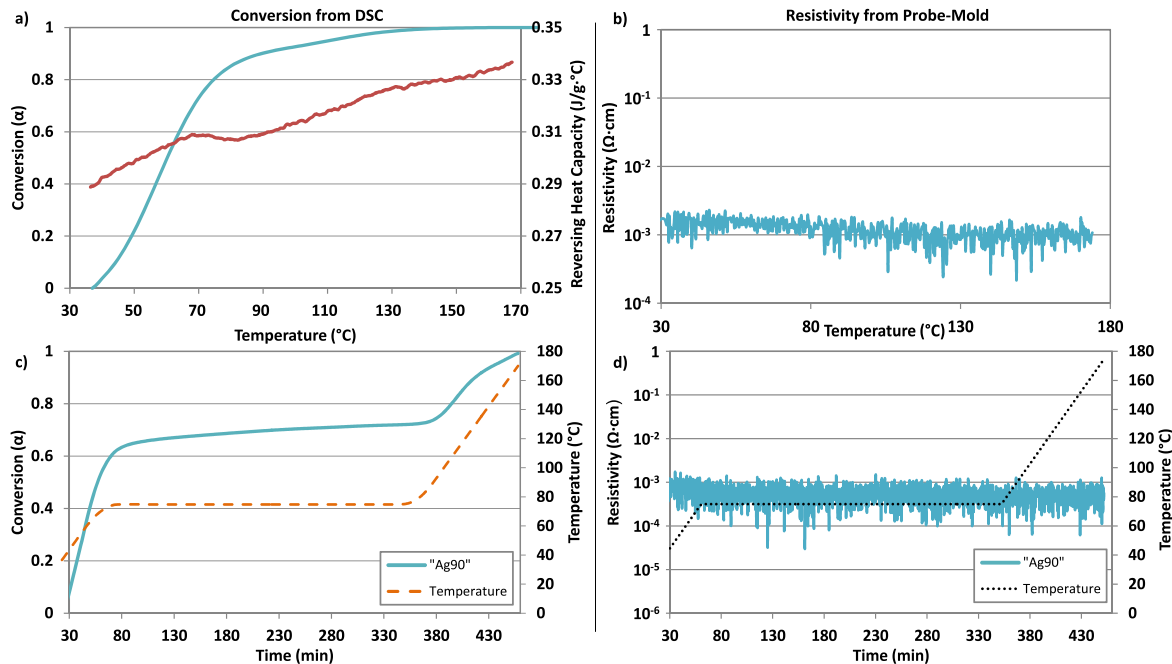 a)
Conversion from DSC
1
0.8
0.6
0.4
0.2
0
Conversion (α)
0.35
0.33
0.31
0.29
0.27
0.25
Reversing Heat Capacity (J/g·°C)
30 50 70 90 110 130 150 170
Temperature (°C)
b)
Resistivity from Probe-Mold
1
10-1
10-2
10-3
10-4
Resistivity (Ω·cm)
30 80 130 180
Temperature (°C)
c)
1
0.8
0.6
0.4
0.2
0
Conversion (α)
180
160
140
120
100
80
60
40
20
0
Temperature (°C)
"Ag90"
Temperature
30 80 130 180 230 280 330 380 430
Time (min)
d)
1
10-1
10-2
10-3
10-4
10-5
10-6
Resistivity (Ω·cm)
180
160
140
120
100
80
60
40
20
0
Temperature (°C)
"Ag90"
Temperature
30 80 130 180 230 280 330 380 430
Time (min)